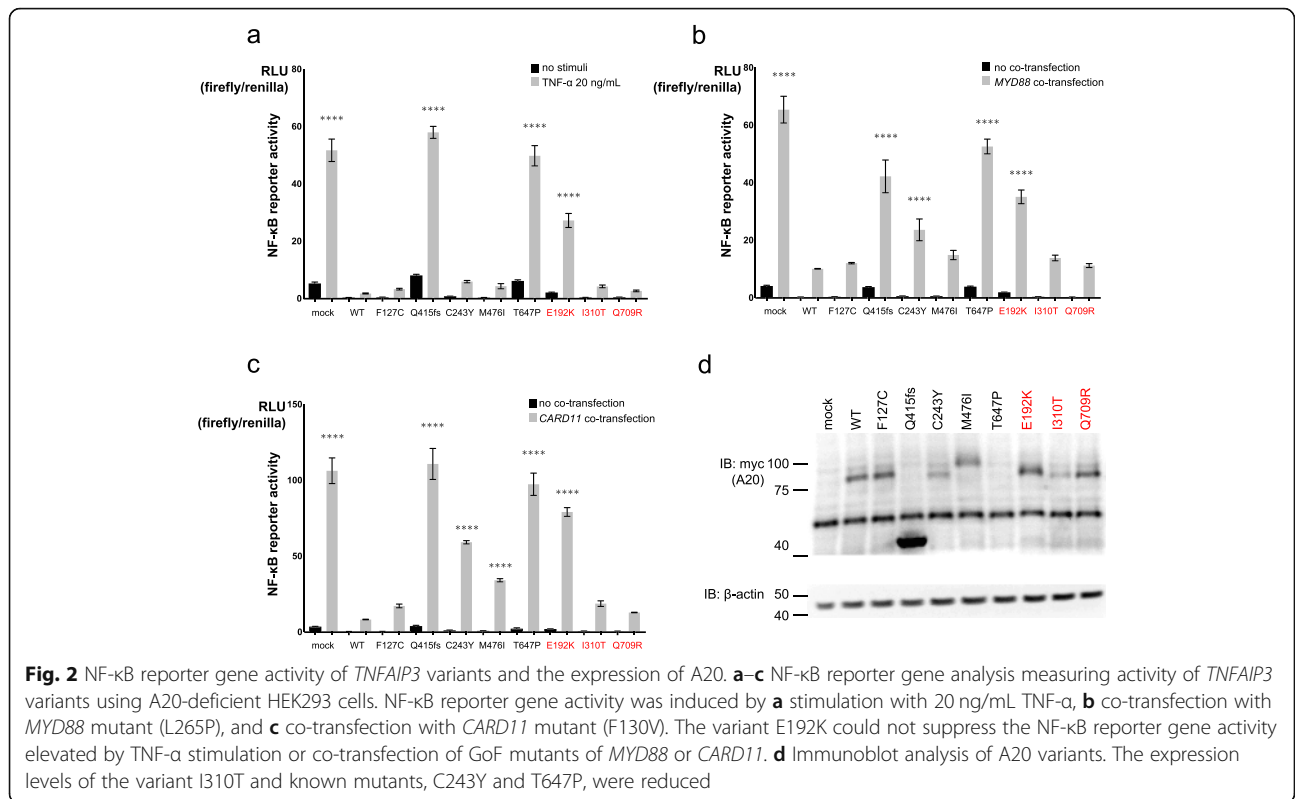 a
RLU
(firefly/renilla)
NF-κB reporter activity
80
60
40
20
0
no stimuli
TNF-α 20 ng/mL
****
****
****
****
mock WT F127C Q415fs C243Y M476I T647P E192K I310T Q709R
b
RLU
(firefly/renilla)
NF-κB reporter activity
80
60
40
20
0
no co-transfection
MYD88 co-transfection
****
****
****
****
****
mock WT F127C Q415fs C243Y M476I T647P E192K I310T Q709R
c
RLU
(firefly/renilla)
NF-κB reporter activity
150
100
50
0
no co-transfection
CARD11 co-transfection
****
****
****
****
****
****
mock WT F127C Q415fs C243Y M476I T647P E192K I310T Q709R
d
mock WT F127C Q415fs C243Y M476I T647P E192K I310T Q709R
IB: myc
(A20)
100
75
40
IB: β-actin
50
40
Fig. 2 NF-κB reporter gene activity of TNFAIP3 variants and the expression of A20. a–c NF-κB reporter gene analysis measuring activity of TNFAIP3
variants using A20-deficient HEK293 cells. NF-κB reporter gene activity was induced by a stimulation with 20 ng/mL TNF-α, b co-transfection with
MYD88 mutant (L265P), and c co-transfection with CARD11 mutant (F130V). The variant E192K could not suppress the NF-κB reporter gene activity
elevated by TNF-α stimulation or co-transfection of GoF mutants of MYD88 or CARD11. d Immunoblot analysis of A20 variants. The expression
levels of the variant I310T and known mutants, C243Y and T647P, were reduced